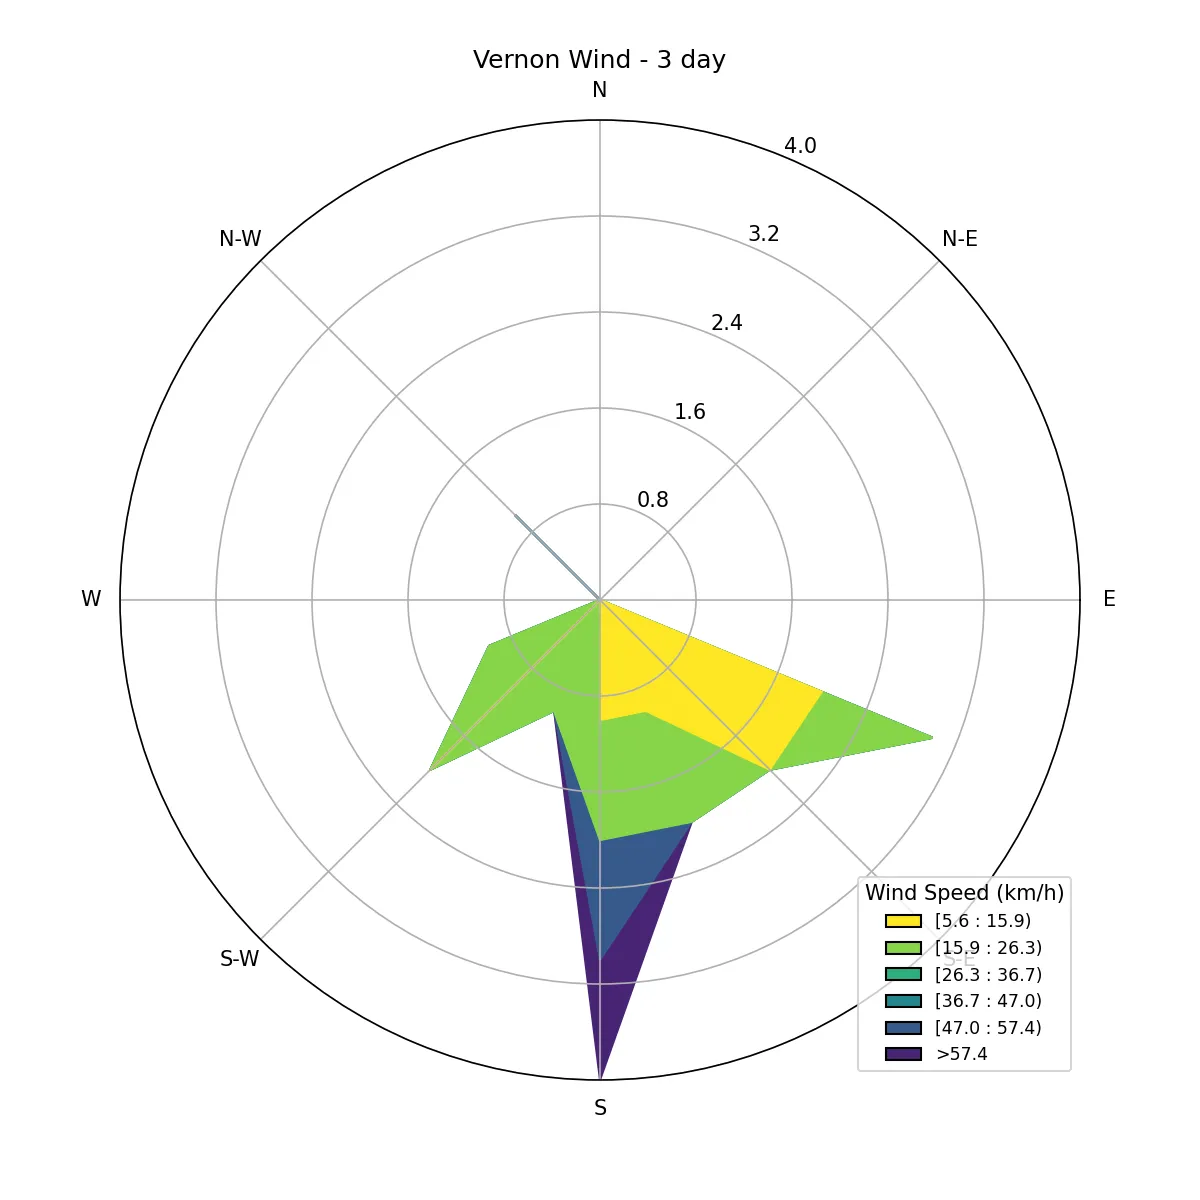 Vernon Wind - 3 day
N
4.0
N-W
3.2
N-E
2.4
1.6
0.8
W
E
S-W
S-E
S
Wind Speed (km/h)
[5.6 : 15.9)
[15.9 : 26.3)
[26.3 : 36.7)
[36.7 : 47.0)
[47.0 : 57.4)
>57.4